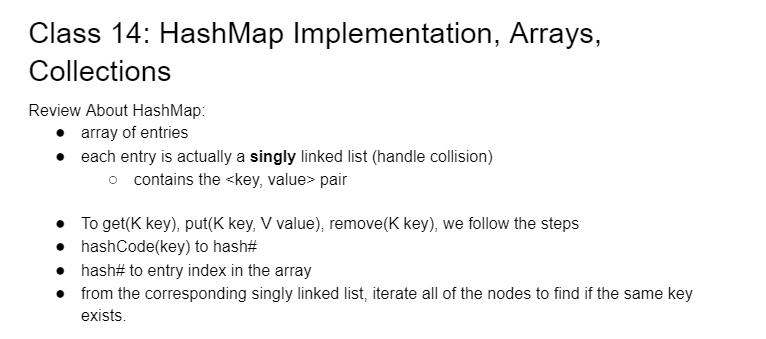 Class 14: HashMap Implementation, Arrays,
Collections
Review About HashMap:
● array of entries
● each entry is actually a singly linked list (handle collision)
○ contains the <key, value> pair
● To get(K key), put(K key, V value), remove(K key), we follow the steps
● hashCode(key) to hash#
● hash# to entry index in the array
● from the corresponding singly linked list, iterate all of the nodes to find if the same key
exists.